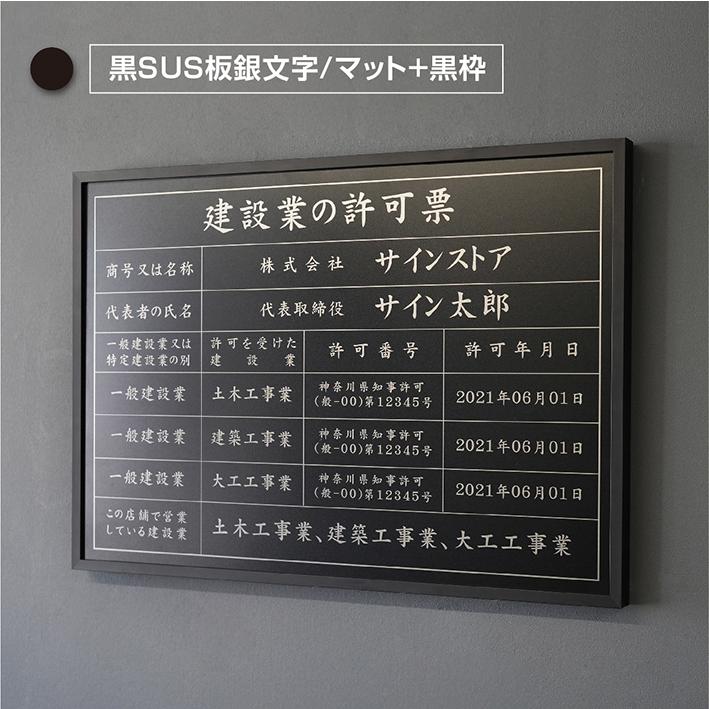 黒SUS板銀文字/マット+黒枠
建設業の許可票
商号又は名称 株式会社 サインストア
代表者の氏名 代表取締役 サイン太郎
一般建設業又は
特定建設業の別
許可を受けた
建設業
許可番号
許可年月日
一般建設業 土木工事業
神奈川県知事許可
(般-00)第12345号
2021年06月01日
一般建設業 建築工事業
神奈川県知事許可
(般-00)第12345号
2021年06月01日
一般建設業 大工工事業
神奈川県知事許可
(般-00)第12345号
2021年06月01日
この店舗で営業
している建設業
土木工事業、建築工事業、大工工事業